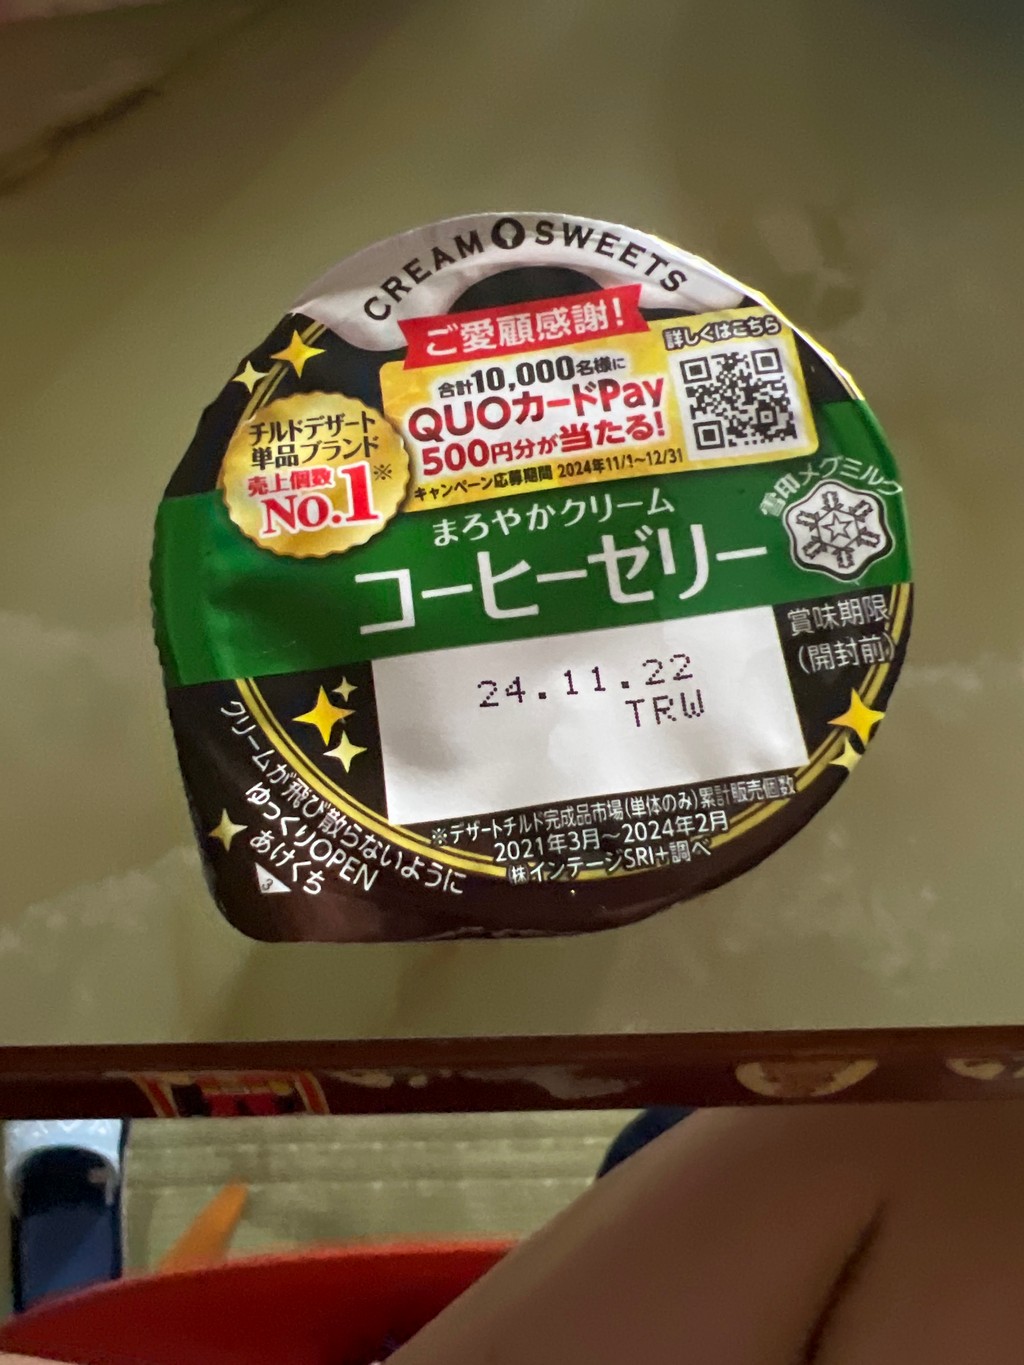 CREAM SWEETS
ご愛顧感謝!
詳しくはこちら
合計10,000名様に
QUOカードPay
500円分が当たる!
キャンペーン応募期間 2024年11/1~12/31
チルドデザート
単品ブランド
売上個数※
No.1
まろやかクリーム
コーヒーゼリー
雪印メグミルク
賞味期限
(開封前)
24.11.22
TRW
※デザートチルド完成品市場(単体のみ)累計販売個数
2021年3月~2024年2月
㈱インテージSRI+調べ
クリームが飛び散らないように
ゆっくりOPEN
あけくち
3